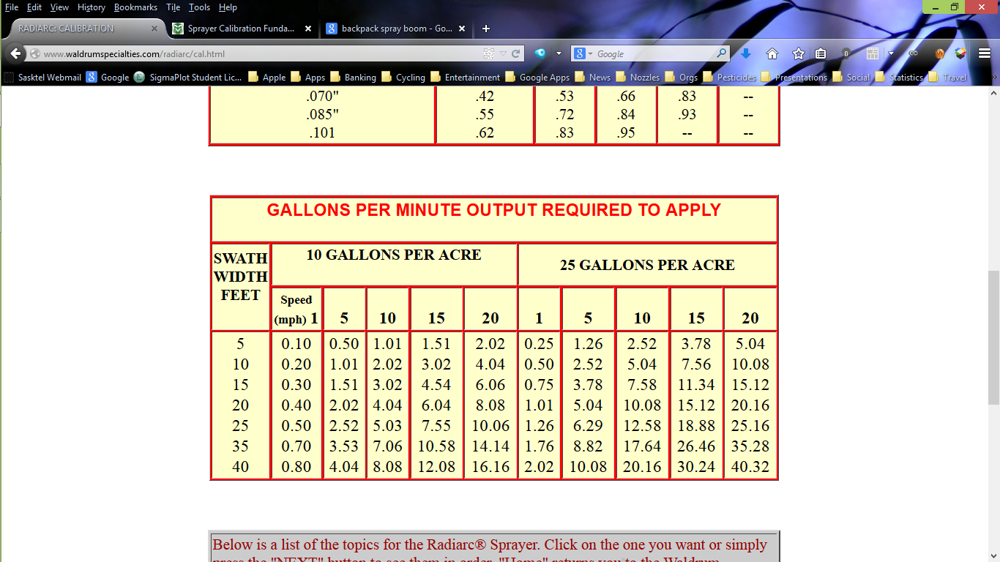 File Edit View History Bookmarks Tile Tools Help
RADIARC: CALIBRATION × Sprayer Calibration Funda... × backpack spray boom - Go... × +
www.waldrumspecialties.com/radiarc/cal.html Google
Sasktel Webmail Google SigmaPlot Student Lic... Apple Apps Banking Cycling Entertainment Google Apps News Nozzles Orgs Pesticides Presentations Social Statistics Travel »
.070" .42 .53 .66 .83 --
.085" .55 .72 .84 .93 --
.101 .62 .83 .95 -- --
GALLONS PER MINUTE OUTPUT REQUIRED TO APPLY
SWATH WIDTH FEET 10 GALLONS PER ACRE 25 GALLONS PER ACRE
Speed (mph) 1 5 10 15 20 1 5 10 15 20
5 0.10 0.50 1.01 1.51 2.02 0.25 1.26 2.52 3.78 5.04
10 0.20 1.01 2.02 3.02 4.04 0.50 2.52 5.04 7.56 10.08
15 0.30 1.51 3.02 4.54 6.06 0.75 3.78 7.58 11.34 15.12
20 0.40 2.02 4.04 6.04 8.08 1.01 5.04 10.08 15.12 20.16
25 0.50 2.52 5.03 7.55 10.06 1.26 6.29 12.58 18.88 25.16
35 0.70 3.53 7.06 10.58 14.14 1.76 8.82 17.64 26.46 35.28
40 0.80 4.04 8.08 12.08 16.16 2.02 10.08 20.16 30.24 40.32
Below is a list of the topics for the Radiarc® Sprayer. Click on the one you want or simply
press the "NEXT" button to see them in order. "Home" returns you to the Waldrum